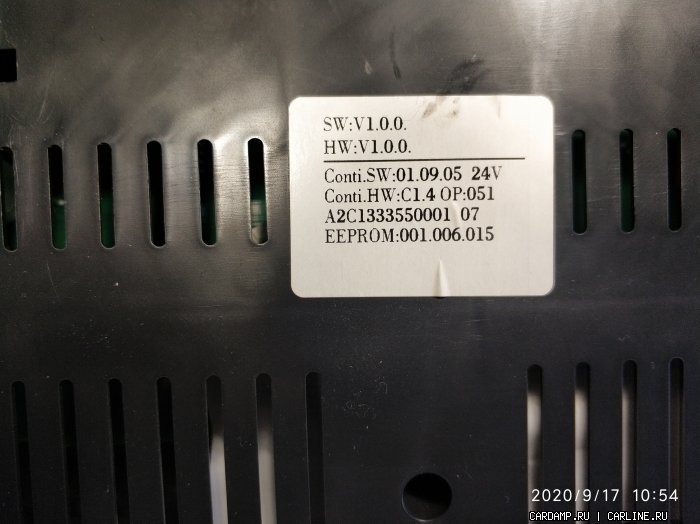 SW:V1.0.0.
HW:V1.0.0.
Conti.SW:01.09.05 24V
Conti.HW:C1.4 OP:051
A2C1333550001 07
EEPROM:001.006.015
2020/9/17 10:54
CARDAMP.RU | CARLINE.RU